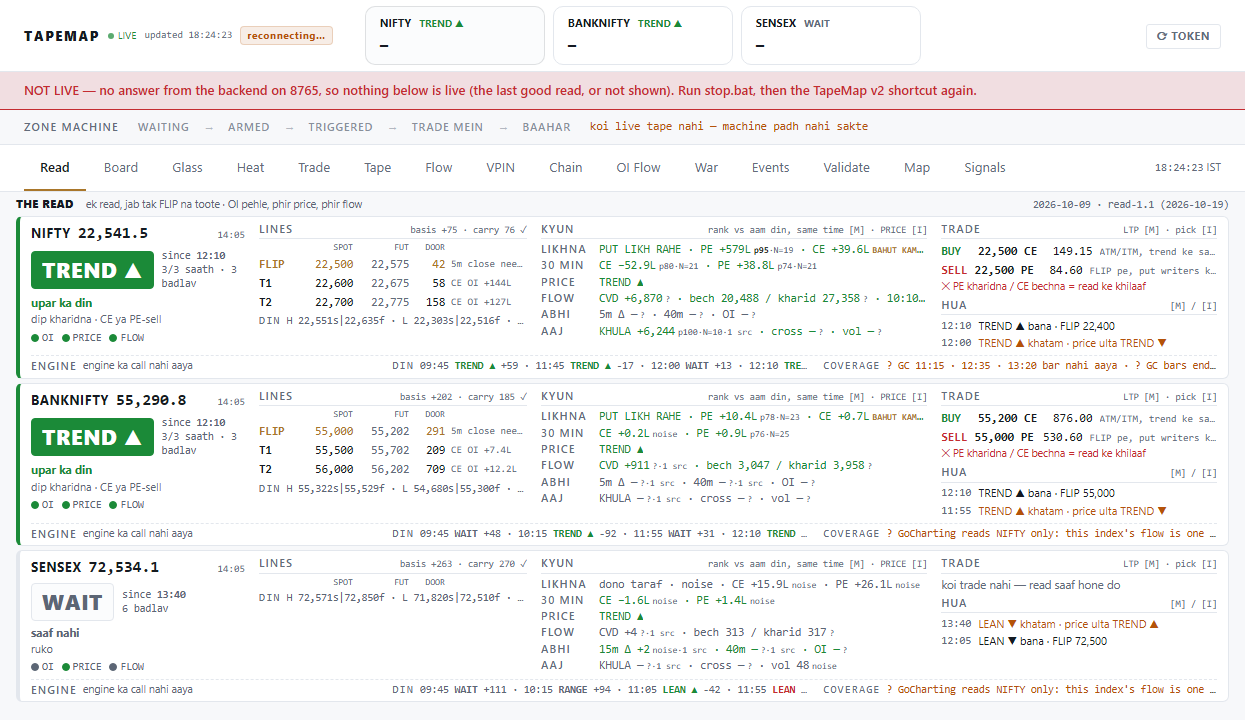 TAPEMAP ● LIVE updated 18:24:23 reconnecting…
NIFTY TREND ▲
–
BANKNIFTY TREND ▲
–
SENSEX WAIT
–
⟳ TOKEN
NOT LIVE — no answer from the backend on 8765, so nothing below is live (the last good read, or not shown). Run stop.bat, then the TapeMap v2 shortcut again.
ZONE MACHINE WAITING → ARMED → TRIGGERED → TRADE MEIN → BAAHAR koi live tape nahi — machine padh nahi sakte
Read Board Glass Heat Trade Tape Flow VPIN Chain OI Flow War Events Validate Map Signals 18:24:23 IST
THE READ ek read, jab tak FLIP na toote · OI pehle, phir price, phir flow 2026-10-09 · read-1.1 (2026-10-19)
NIFTY 22,541.5 14:05
TREND ▲ since 12:10
3/3 saath · 3 badlav
upar ka din
dip kharidna · CE ya PE-sell
● OI ● PRICE ● FLOW
LINES basis +75 · carry 76 ✓
SPOT FUT DOOR
FLIP 22,500 22,575 42 5m close nee…
T1 22,600 22,675 58 CE OI +144L
T2 22,700 22,775 158 CE OI +127L
DIN H 22,551s|22,635f · L 22,303s|22,516f · …
KYUN rank vs aam din, same time [M] · PRICE [I]
LIKHNA PUT LIKH RAHE · PE +579L p95·N=19 · CE +39.6L BAHUT KAM…
30 MIN CE −52.9L p80·N=21 · PE +38.8L p74·N=21
PRICE TREND ▲
FLOW CVD +6,870 ? · bech 20,488 / kharid 27,358 ? · 10:10…
ABHI 5m Δ — ? · 40m — ? · OI — ?
AAJ KHULA +6,244 p100·N=10·1 src · cross — ? · vol — ?
TRADE LTP [M] · pick [I]
BUY 22,500 CE 149.15 ATM/ITM, trend ke sa…
SELL 22,500 PE 84.60 FLIP pe, put writers k…
✕ PE kharidna / CE bechna = read ke khilaaf
HUA [M] / [I]
12:10 TREND ▲ bana · FLIP 22,400
12:00 TREND ▲ khatam · price ulta TREND ▼
ENGINE engine ka call nahi aaya DIN 09:45 TREND ▲ +59 · 11:45 TREND ▲ -17 · 12:00 WAIT +13 · 12:10 TRE… COVERAGE ? GC 11:15 · 12:35 · 13:20 bar nahi aaya · ? GC bars end…
BANKNIFTY 55,290.8 14:05
TREND ▲ since 12:10
3/3 saath · 3 badlav
upar ka din
dip kharidna · CE ya PE-sell
● OI ● PRICE ● FLOW
LINES basis +202 · carry 185 ✓
SPOT FUT DOOR
FLIP 55,000 55,202 291 5m close nee…
T1 55,500 55,702 209 CE OI +7.4L
T2 56,000 56,202 709 CE OI +12.2L
DIN H 55,322s|55,529f · L 54,680s|55,300f · …
KYUN rank vs aam din, same time [M] · PRICE [I]
LIKHNA PUT LIKH RAHE · PE +10.4L p78·N=23 · CE +0.7L BAHUT KAM…
30 MIN CE +0.2L noise · PE +0.9L p76·N=25
PRICE TREND ▲
FLOW CVD +911 ?·1 src · bech 3,047 / kharid 3,958 ?
ABHI 5m Δ — ?·1 src · 40m — ?·1 src · OI — ?
AAJ KHULA — ?·1 src · cross — ? · vol — ?
TRADE LTP [M] · pick [I]
BUY 55,200 CE 876.00 ATM/ITM, trend ke sa…
SELL 55,000 PE 530.60 FLIP pe, put writers k…
✕ PE kharidna / CE bechna = read ke khilaaf
HUA [M] / [I]
12:10 TREND ▲ bana · FLIP 55,000
11:55 TREND ▲ khatam · price ulta TREND ▼
ENGINE engine ka call nahi aaya DIN 09:45 WAIT +48 · 10:15 TREND ▲ -92 · 11:55 WAIT +31 · 12:10 TREND … COVERAGE ? GoCharting reads NIFTY only: this index's flow is one …
SENSEX 72,534.1 14:05
WAIT since 13:40
6 badlav
saaf nahi
ruko
● OI ● PRICE ● FLOW
LINES basis +263 · carry 270 ✓
SPOT FUT DOOR
DIN H 72,571s|72,850f · L 71,820s|72,510f · …
KYUN rank vs aam din, same time [M] · PRICE [I]
LIKHNA dono taraf · noise · CE +15.9L noise · PE +26.1L noise
30 MIN CE −1.6L noise · PE +1.4L noise
PRICE TREND ▲
FLOW CVD +4 ?·1 src · bech 313 / kharid 317 ?
ABHI 15m Δ +2 noise·1 src · 40m — ?·1 src · OI — ?
AAJ KHULA — ?·1 src · cross — ? · vol 48 noise
TRADE LTP [M] · pick [I]
koi trade nahi — read saaf hone do
HUA [M] / [I]
13:40 LEAN ▼ khatam · price ulta TREND ▲
12:05 LEAN ▼ bana · FLIP 72,500
ENGINE engine ka call nahi aaya DIN 09:45 WAIT +111 · 10:15 RANGE +94 · 11:05 LEAN ▲ -42 · 11:55 LEAN … COVERAGE ? GoCharting reads NIFTY only: this index's flow is one …